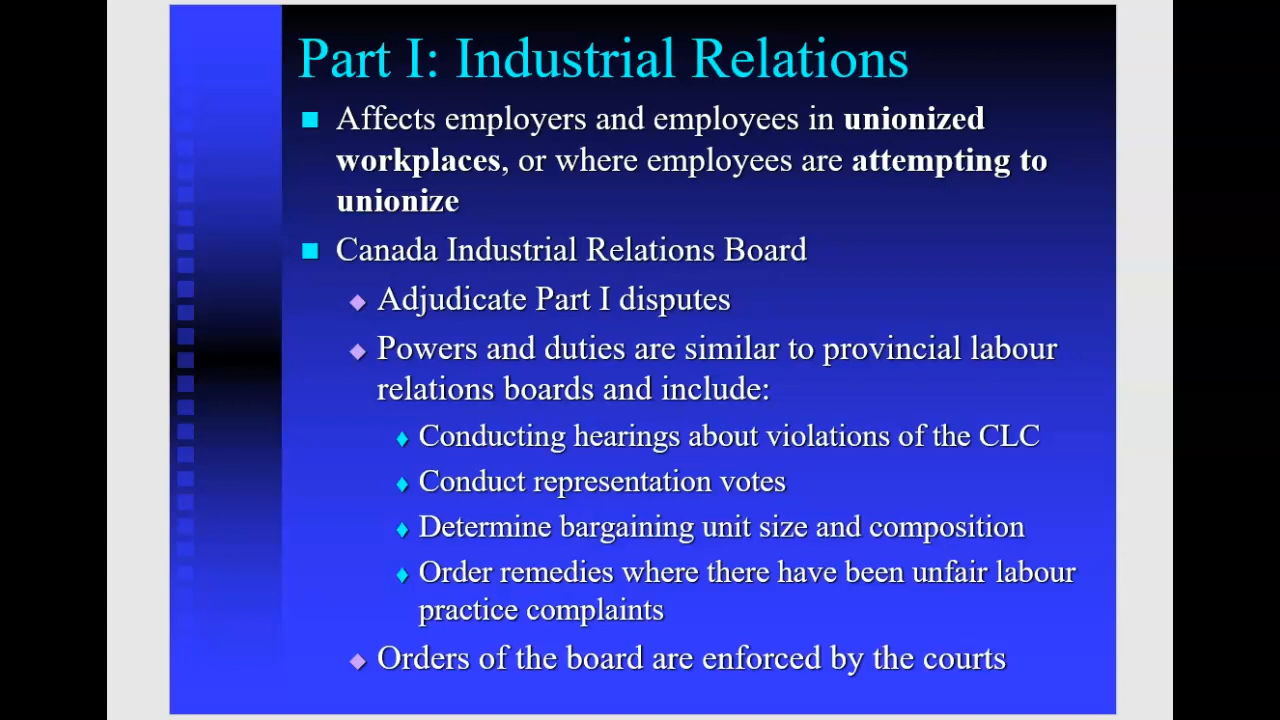 Part I: Industrial Relations
Affects employers and employees in unionized
workplaces, or where employees are attempting to
unionize
Canada Industrial Relations Board
Adjudicate Part I disputes
Powers and duties are similar to provincial labour
relations boards and include:
Conducting hearings about violations of the CLC
Conduct representation votes
Determine bargaining unit size and composition
Order remedies where there have been unfair labour
practice complaints
Orders of the board are enforced by the courts